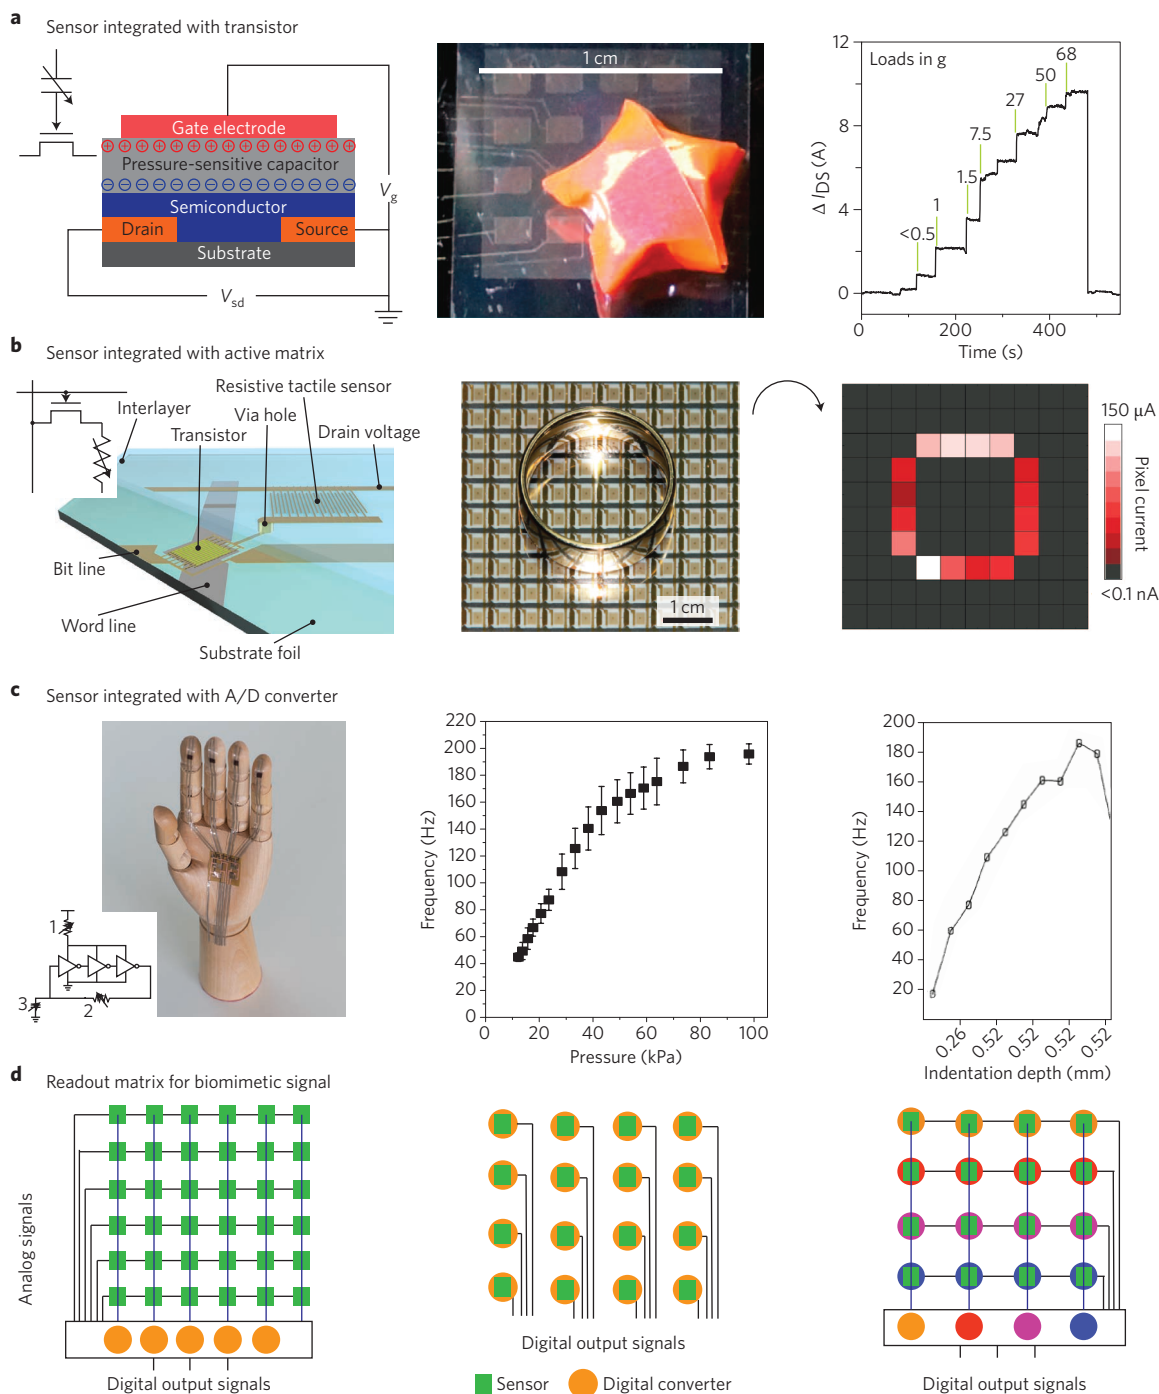 a Sensor integrated with transistor
Gate electrode
Pressure-sensitive capacitor
Semiconductor
Drain
Source
Substrate
Vg
Vsd
1 cm
Loads in g
<0.5
1
1.5
7.5
27
50
68
Δ IDS (A)
12
8
4
0
0
200
400
Time (s)
b Sensor integrated with active matrix
Resistive tactile sensor
Interlayer
Via hole
Transistor
Drain voltage
Bit line
Word line
Substrate foil
1 cm
150 μA
Pixel current
<0.1 nA
c Sensor integrated with A/D converter
1
2
3
Frequency (Hz)
220
200
180
160
140
120
100
80
60
40
20
0
0 20 40 60 80 100
Pressure (kPa)
Frequency (Hz)
200
180
160
140
120
100
80
60
40
20
0.26 0.52 0.52 0.52 0.52
Indentation depth (mm)
d Readout matrix for biomimetic signal
Analog signals
Digital output signals
Digital output signals
Sensor
Digital converter
Digital output signals